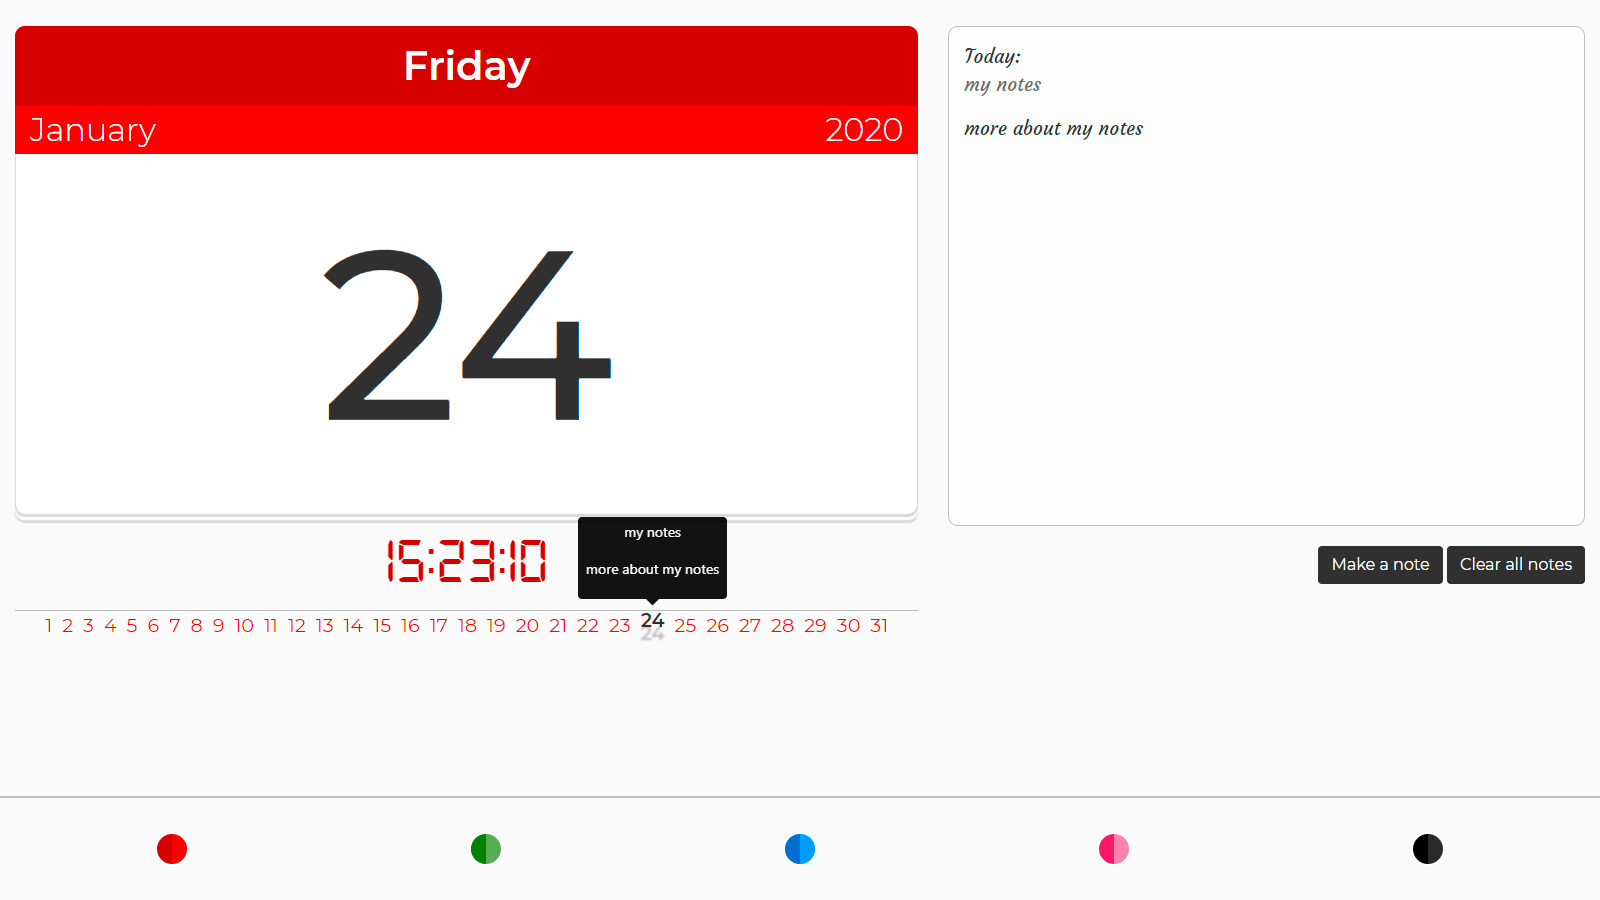 Friday
January 2020
24
15:23:10
my notes
more about my notes
1 2 3 4 5 6 7 8 9 10 11 12 13 14 15 16 17 18 19 20 21 22 23 24 25 26 27 28 29 30 31
Today:
my notes
more about my notes
Make a note Clear all notes